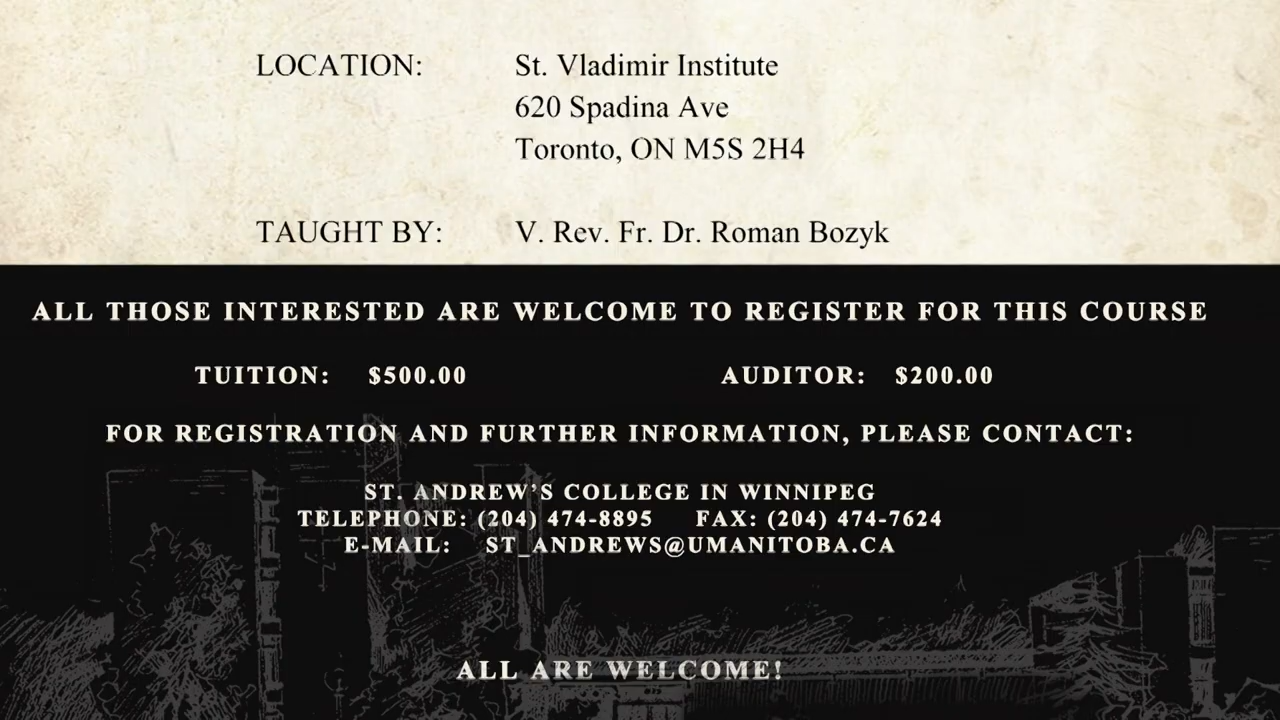 LOCATION: St. Vladimir Institute
620 Spadina Ave
Toronto, ON M5S 2H4
TAUGHT BY: V. Rev. Fr. Dr. Roman Bozyk
ALL THOSE INTERESTED ARE WELCOME TO REGISTER FOR THIS COURSE
TUITION: $500.00 AUDITOR: $200.00
FOR REGISTRATION AND FURTHER INFORMATION, PLEASE CONTACT:
ST. ANDREW'S COLLEGE IN WINNIPEG
TELEPHONE: (204) 474-8895 FAX: (204) 474-7624
E-MAIL: ST_ANDREWS@UMANITOBA.CA
ALL ARE WELCOME!